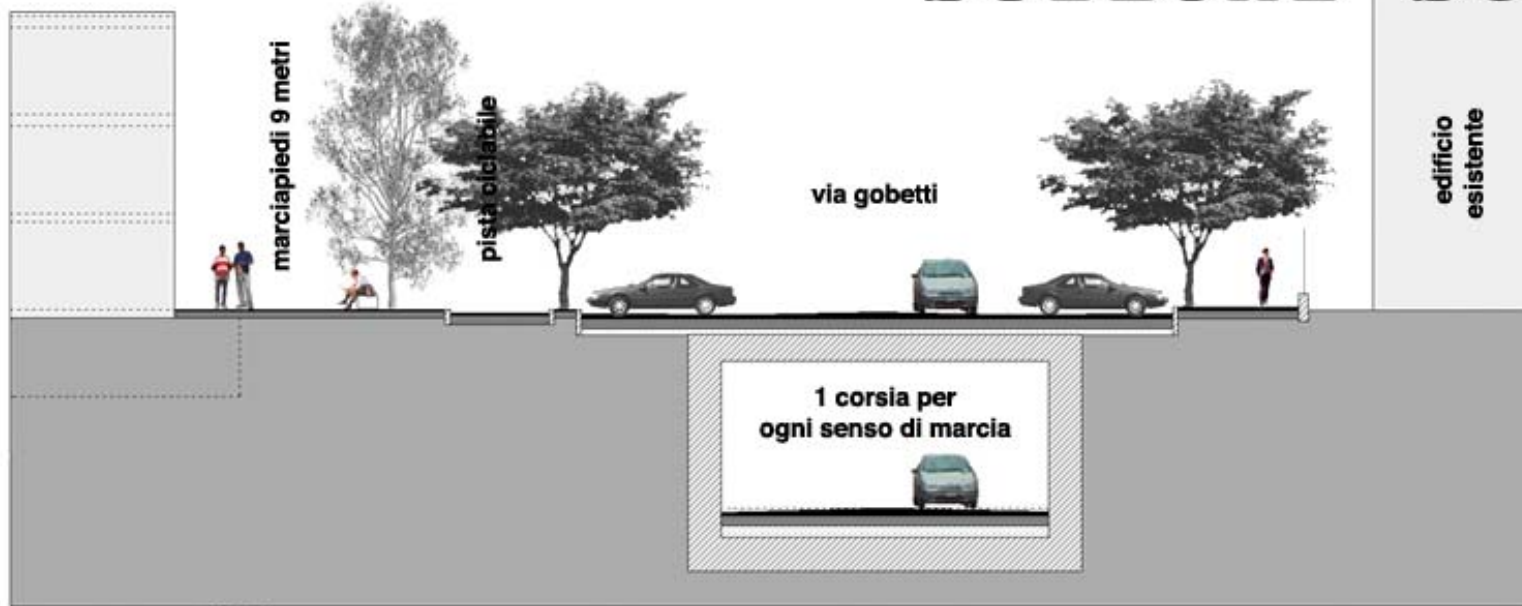 marciapiedi 9 metri
pista ciclabile
via gobetti
edificio
esistente
1 corsia per
ogni senso di marcia